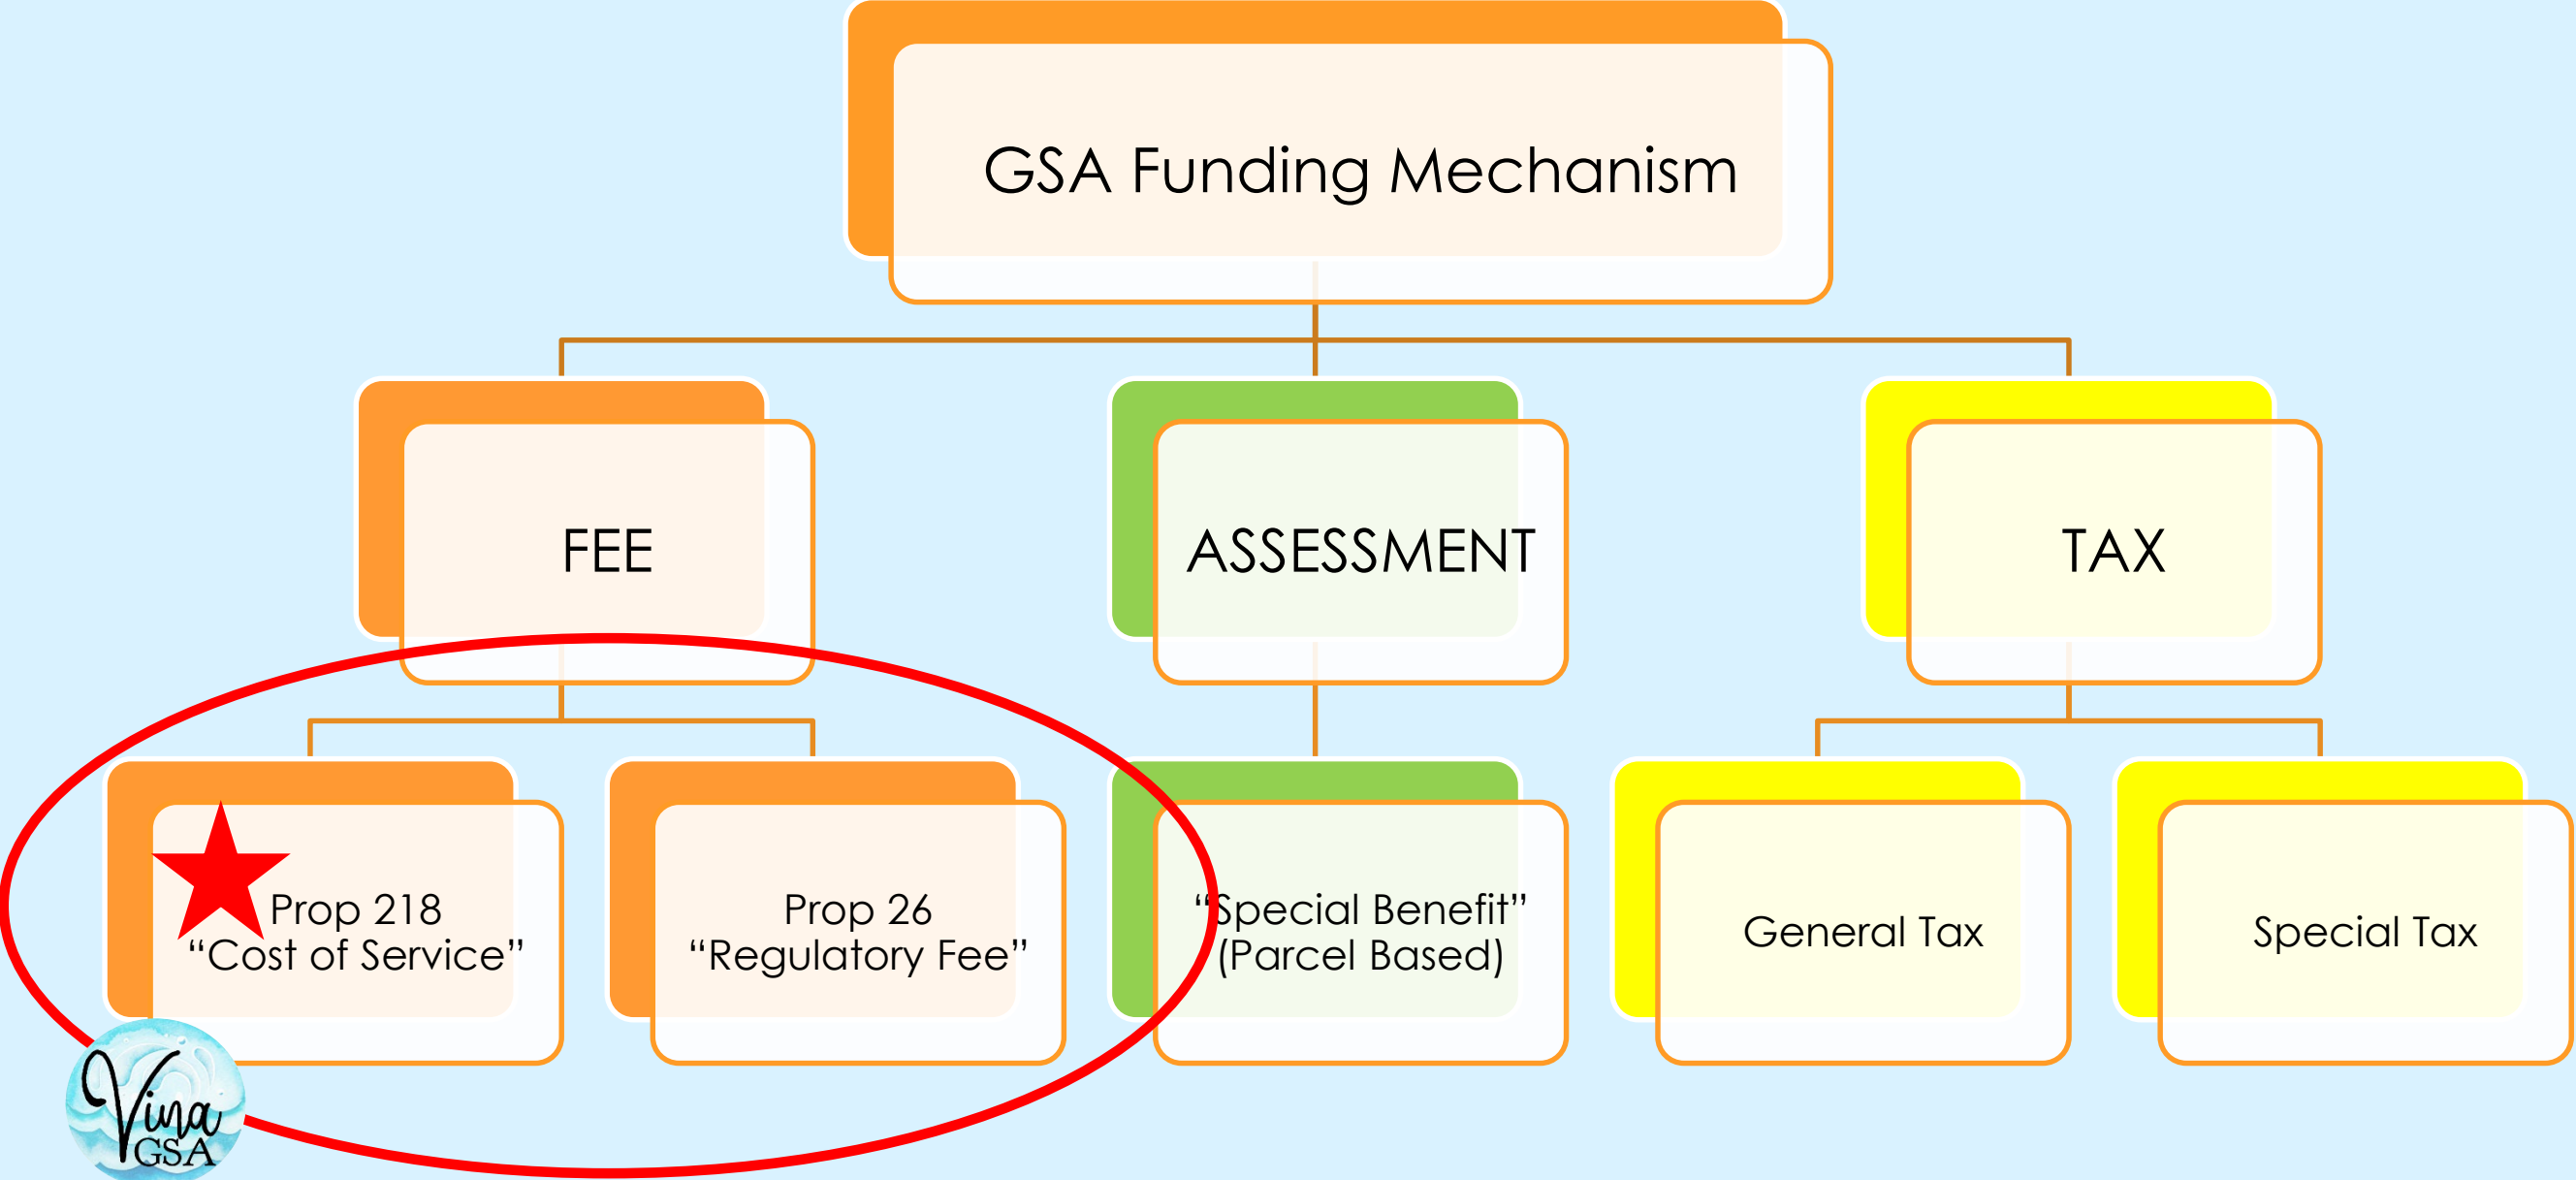 GSA Funding Mechanism
FEE
ASSESSMENT
TAX
Prop 218
“Cost of Service”
Prop 26
“Regulatory Fee”
“Special Benefit”
(Parcel Based)
General Tax
Special Tax
Vina
GSA